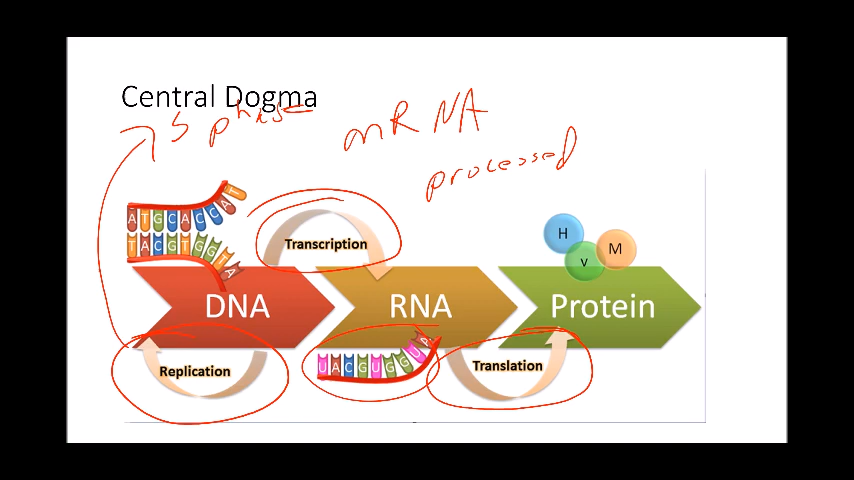 Central Dogma
S phase
mRNA
processed
ATGCACCAT
TACGTGGTA
Transcription
H
V
M
DNA
RNA
Protein
Replication
UACGUGGUA
Translation